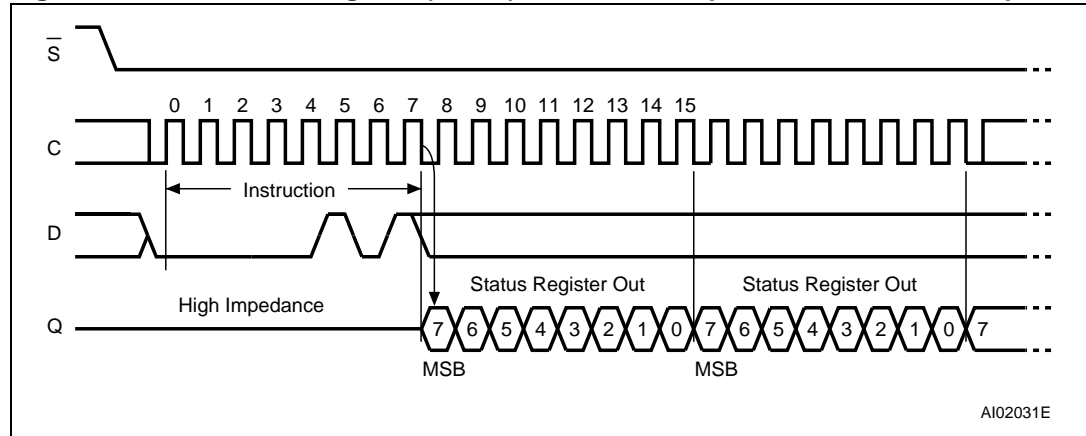 S
0 1 2 3 4 5 6 7 8 9 10 11 12 13 14 15
C
Instruction
D
Status Register Out Status Register Out
High Impedance
Q 7 6 5 4 3 2 1 0 7 6 5 4 3 2 1 0 7
MSB MSB
AI02031E